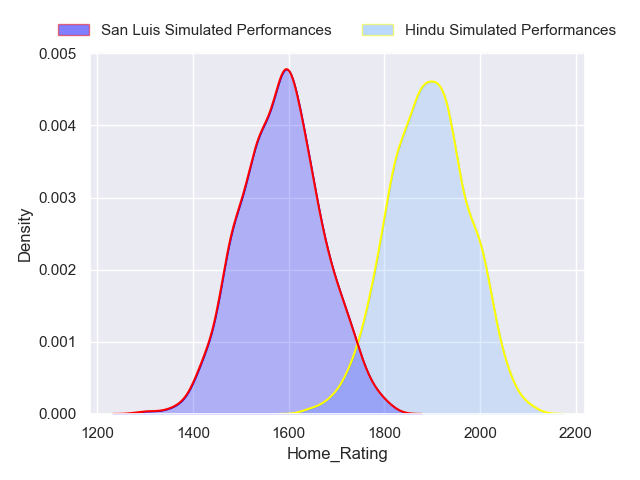 San Luis Simulated Performances Hindu Simulated Performances
0.005
0.004
0.003
0.002
0.001
0.000
Density
1200 1400 1600 1800 2000 2200
Home_Rating